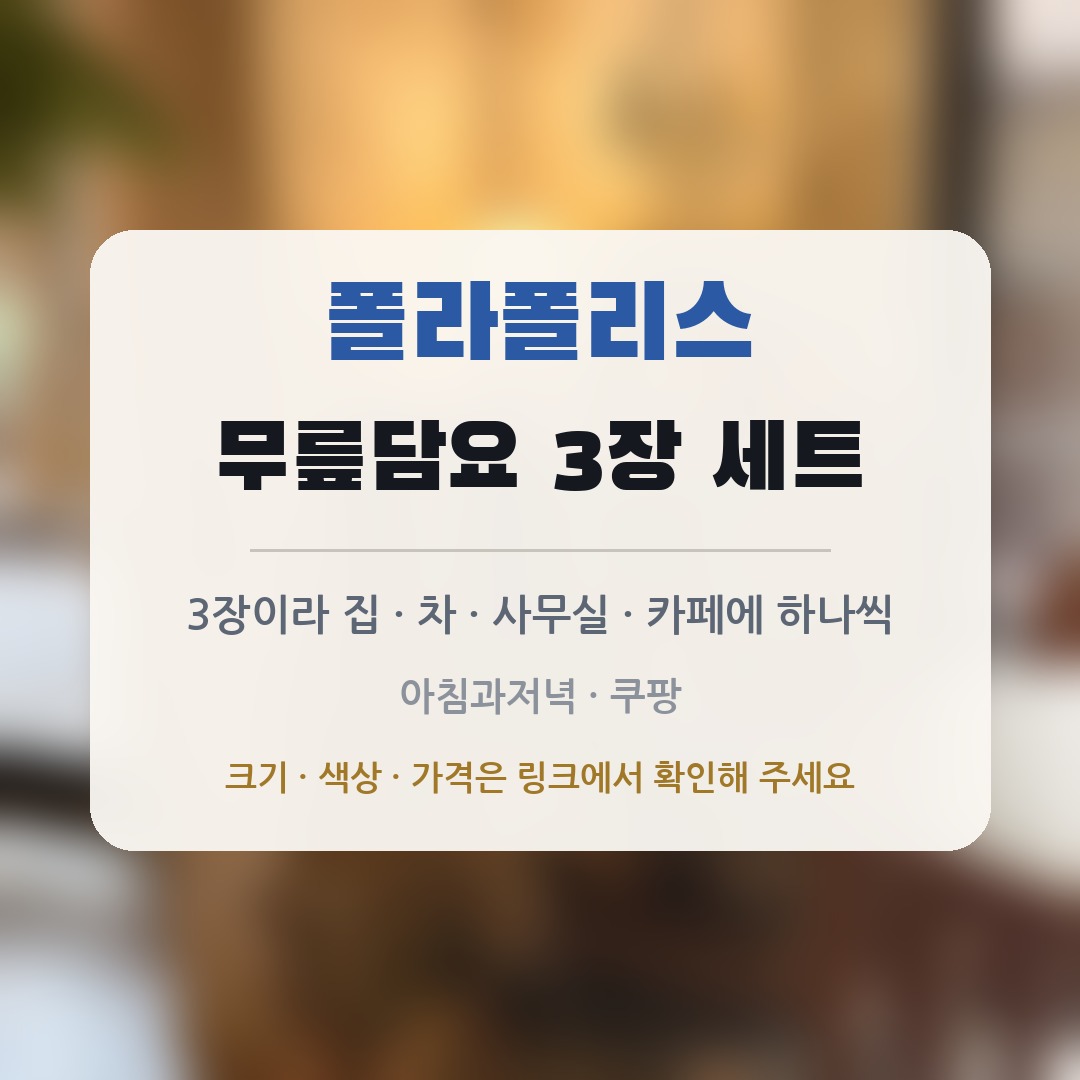 폴라폴리스
무릎담요 3장 세트
3장이라 집 · 차 · 사무실 · 카페에 하나씩
아침과저녁 · 쿠팡
크기 · 색상 · 가격은 링크에서 확인해 주세요